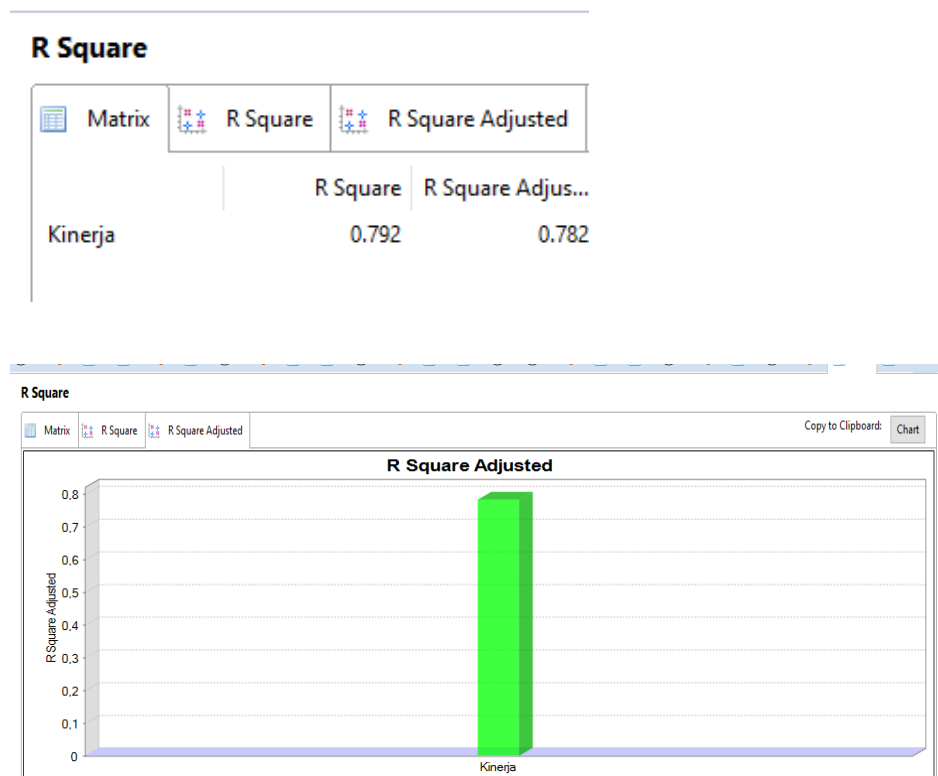 R Square
Matrix R Square R Square Adjusted
R Square R Square Adjus...
Kinerja 0.792 0.782
R Square
Matrix R Square R Square Adjusted Copy to Clipboard: Chart
R Square Adjusted
0,8
0,7
0,6
0,5
0,4
0,3
0,2
0,1
0
R Square Adjusted
Kinerja